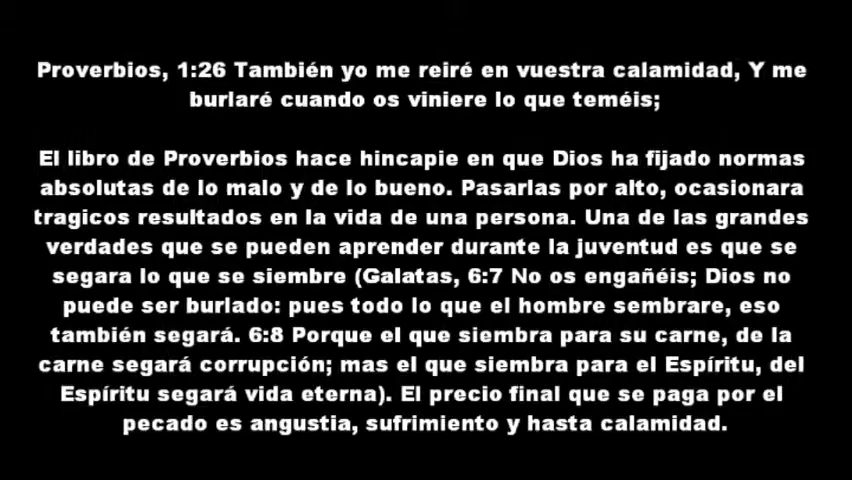 Proverbios, 1:26 También yo me reiré en vuestra calamidad, Y me
burlaré cuando os viniere lo que teméis;
El libro de Proverbios hace hincapie en que Dios ha fijado normas
absolutas de lo malo y de lo bueno. Pasarlas por alto, ocasionara
tragicos resultados en la vida de una persona. Una de las grandes
verdades que se pueden aprender durante la juventud es que se
segara lo que se siembre (Galatas, 6:7 No os engañéis; Dios no
puede ser burlado: pues todo lo que el hombre sembrare, eso
también segará. 6:8 Porque el que siembra para su carne, de la
carne segará corrupción; mas el que siembra para el Espíritu, del
Espíritu segará vida eterna). El precio final que se paga por el
pecado es angustia, sufrimiento y hasta calamidad.